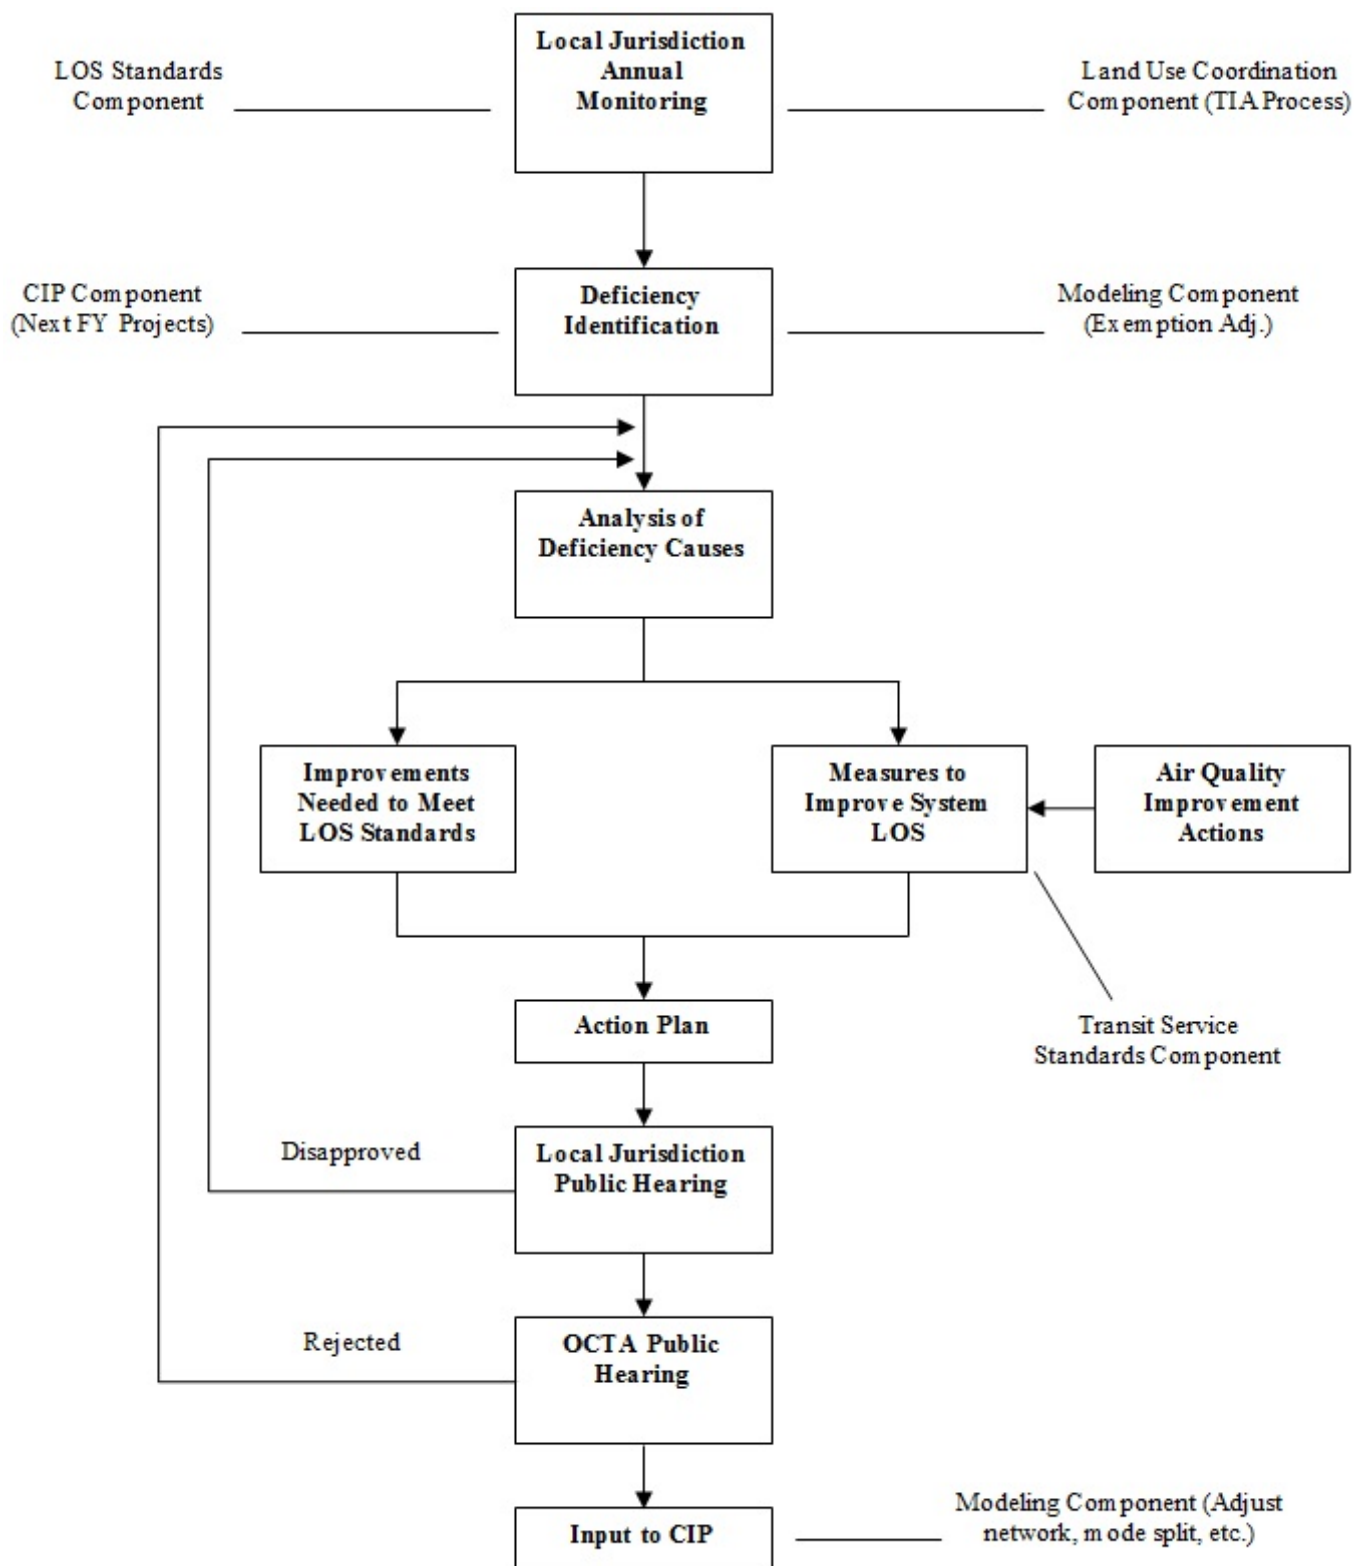 Local Jurisdiction
Annual
Monitoring
LOS Standards
Component
Land Use Coordination
Component (TIA Process)
Deficiency
Identification
CIP Component
(Next FY Projects)
Modeling Component
(Exemption Adj.)
Analysis of
Deficiency Causes
Improvements
Needed to Meet
LOS Standards
Measures to
Improve System
LOS
Air Quality
Improvement
Actions
Action Plan
Transit Service
Standards Component
Disapproved
Local Jurisdiction
Public Hearing
Rejected
OCTA Public
Hearing
Input to CIP
Modeling Component (Adjust
network, mode split, etc.)